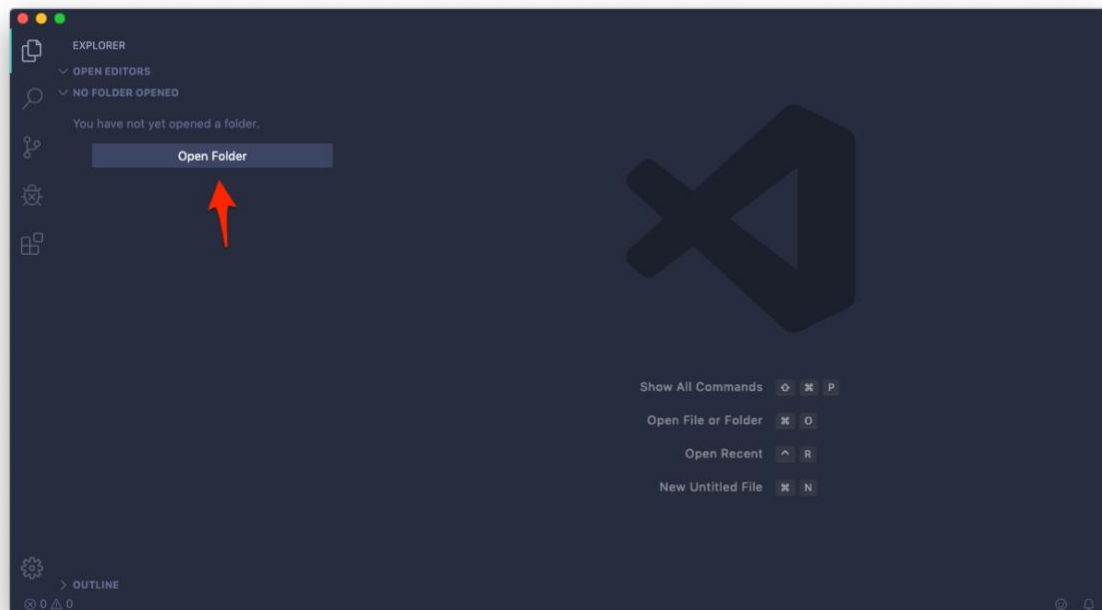 EXPLORER
OPEN EDITORS
NO FOLDER OPENED
You have not yet opened a folder.
Open Folder
Show All Commands ⇧ ⌘ P
Open File or Folder ⌘ O
Open Recent ^ R
New Untitled File ⌘ N
OUTLINE
0 0